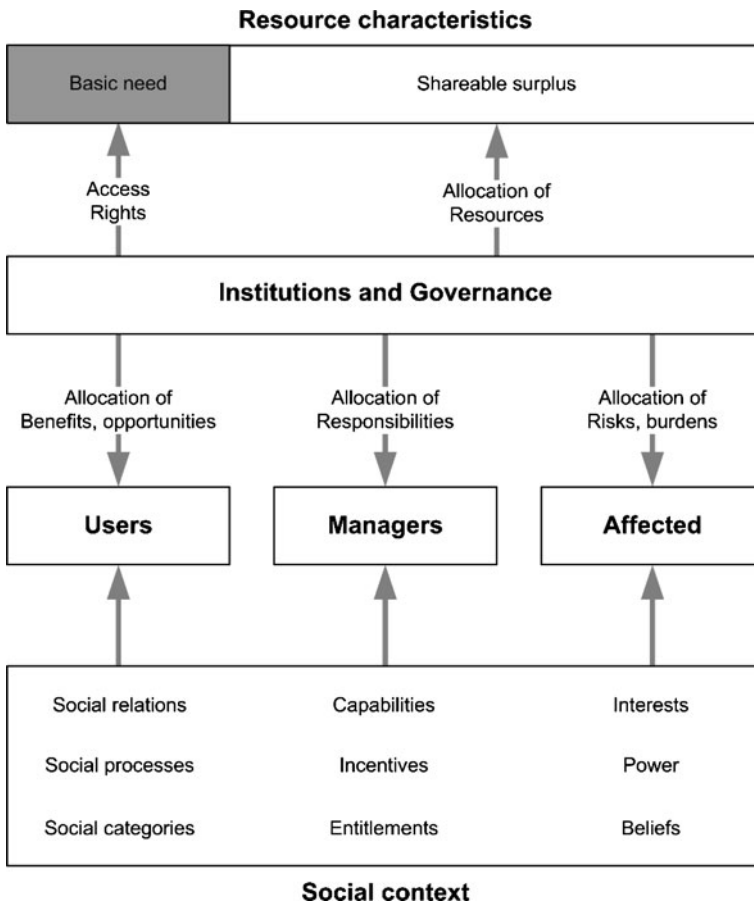 Resource characteristics
Basic need
Shareable surplus
Access
Rights
Allocation of
Resources
Institutions and Governance
Allocation of
Benefits, opportunities
Allocation of
Responsibilities
Allocation of
Risks, burdens
Users
Managers
Affected
Social relations
Capabilities
Interests
Social processes
Incentives
Power
Social categories
Entitlements
Beliefs
Social context